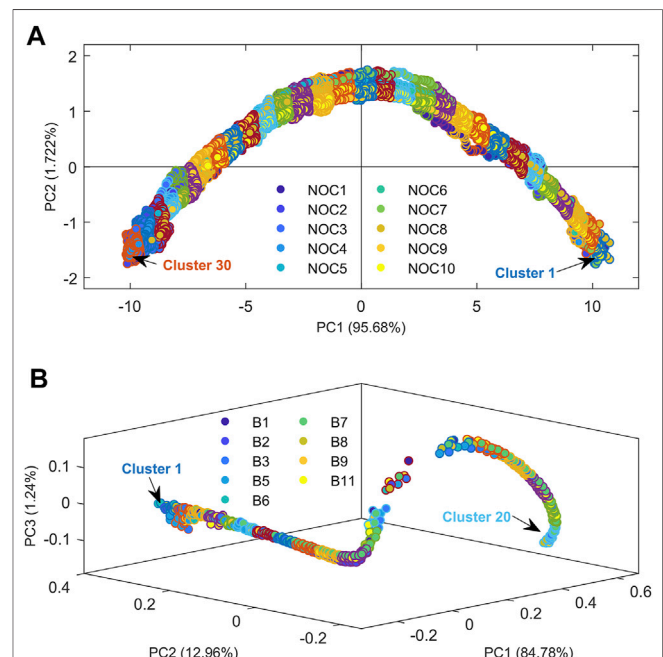 A
2
1
0
-1
-2
PC2 (1.722%)
NOC1 NOC6
NOC2 NOC7
NOC3 NOC8
NOC4 NOC9
NOC5 NOC10
Cluster 30
Cluster 1
-10 -5 0 5 10
PC1 (95.68%)
B
B1 B7
B2 B8
B3 B9
B5 B11
B6
Cluster 1
Cluster 20
0.1
0
-0.1
PC3 (1.24%)
0.4
0.2
0
-0.2
PC2 (12.96%)
-0.2
0
0.2
0.4
0.6
PC1 (84.78%)